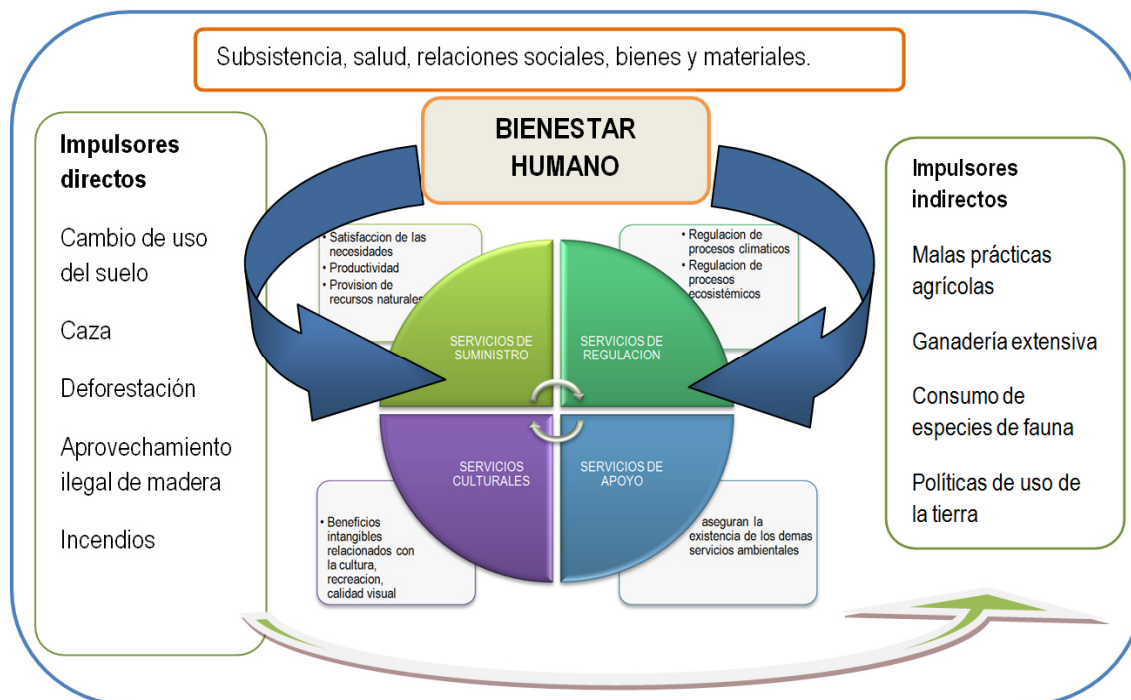 Subsistencia, salud, relaciones sociales, bienes y materiales.
BIENESTAR
HUMANO
Impulsores
directos
Cambio de uso
del suelo
Caza
Deforestación
Aprovechamiento
ilegal de madera
Incendios
• Satisfaccion de las
necesidades
• Productividad
• Provision de
recursos naturales
• Regulacion de
procesos climaticos
• Regulacion de
procesos
ecosistémicos
SERVICIOS DE
SUMINISTRO
SERVICIOS DE
REGULACION
SERVICIOS
CULTURALES
SERVICIOS DE
APOYO
• Beneficios
intangibles
relacionados con
la cultura,
recreacion,
calidad visual
aseguran la
existencia de los demas
servicios ambientales
Impulsores
indirectos
Malas prácticas
agrícolas
Ganadería extensiva
Consumo de
especies de fauna
Políticas de uso de
la tierra